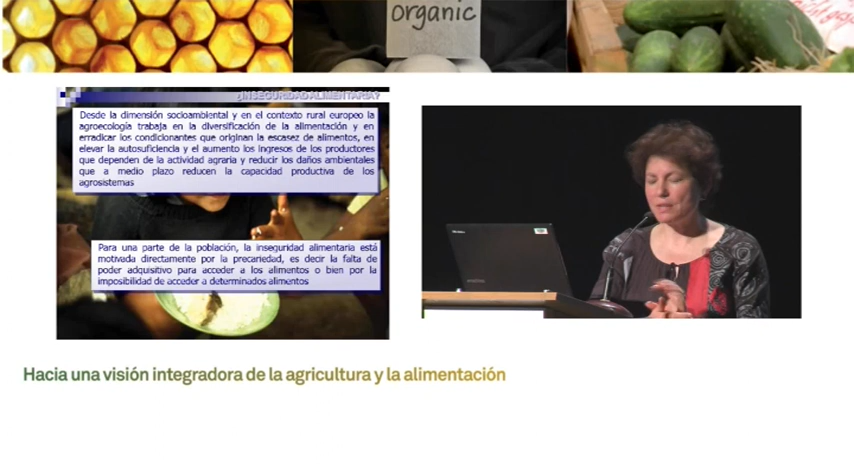 organic
¿INSEGURIDAD ALIMENTARIA?
Desde la dimensión socioambiental y en el contexto rural europeo la
agroecología trabaja en la diversificación de la alimentación y en
erradicar los condicionantes que originan la escasez de alimentos, en
elevar la autosuficiencia y el aumento los ingresos de los productores
que dependen de la actividad agraria y reducir los daños ambientales
que a medio plazo reducen la capacidad productiva de los
agrosistemas
Para una parte de la población, la inseguridad alimentaria está
motivada directamente por la precariedad, es decir la falta de
poder adquisitivo para acceder a los alimentos o bien por la
imposibilidad de acceder a determinados alimentos
Hacia una visión integradora de la agricultura y la alimentación